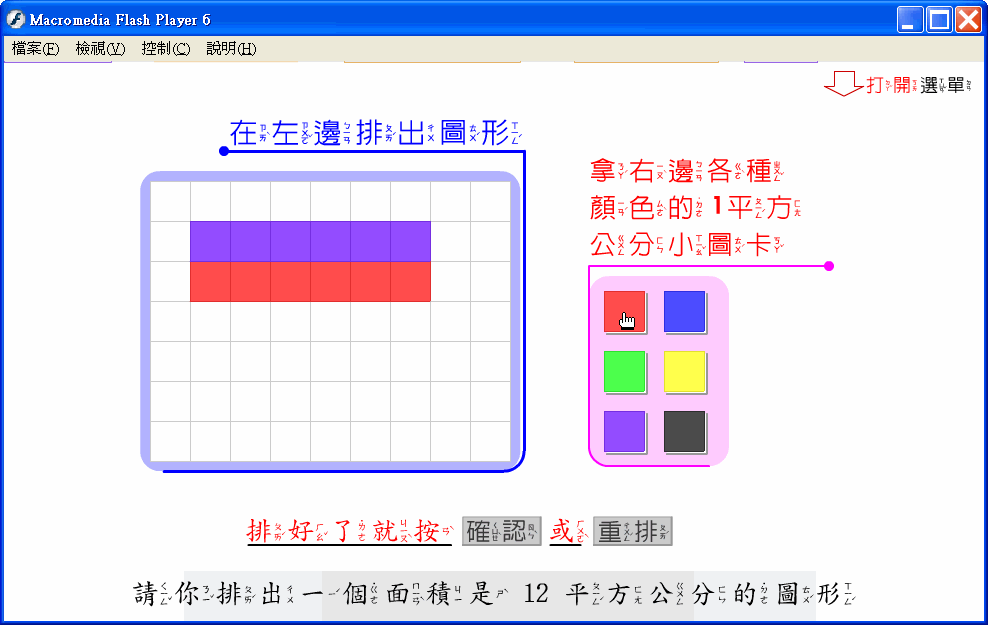 Macromedia Flash Player 6
檔案(F) 檢視(V) 控制(C) 說明(H)
打開選單
在左邊排出圖形
拿右邊各種
顏色的1平方
公分小圖卡
排好了就按 確認 或 重排
請你排出一個面積是 12 平方公分的圖形